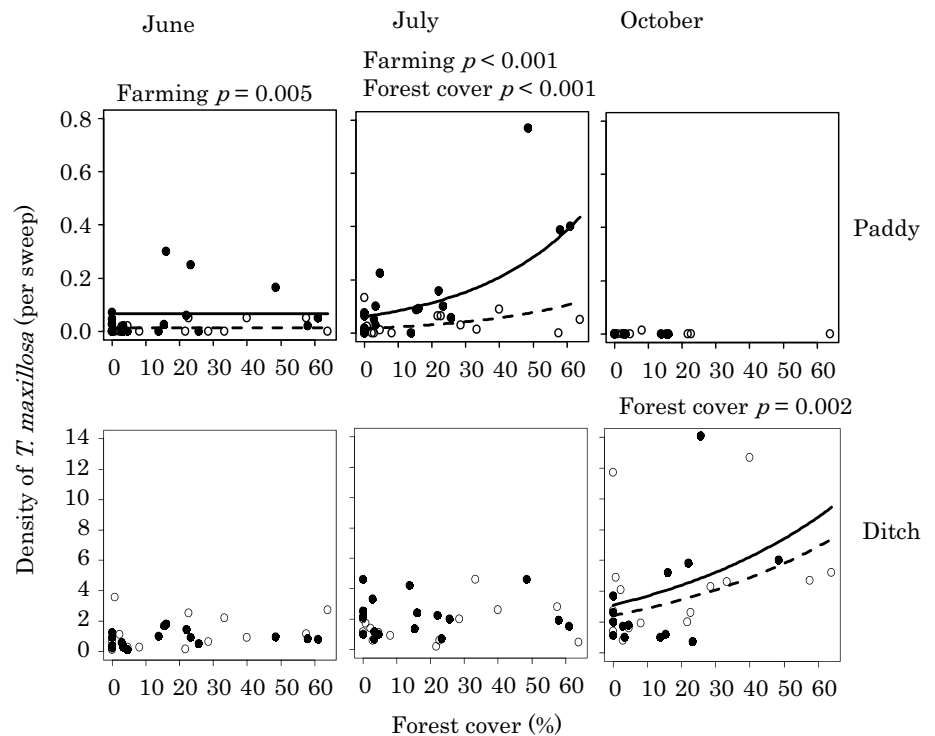 June July October
Farming p < 0.001
Farming p = 0.005 Forest cover p < 0.001
0.8
0.6
0.4
0.2
0.0
Paddy
0 10 20 30 40 50 60 0 10 20 30 40 50 60 0 10 20 30 40 50 60
Forest cover p = 0.002
14
12
10
8
6
4
2
0
Ditch
0 10 20 30 40 50 60 0 10 20 30 40 50 60 0 10 20 30 40 50 60
Density of T. maxillosa (per sweep)
Forest cover (%)